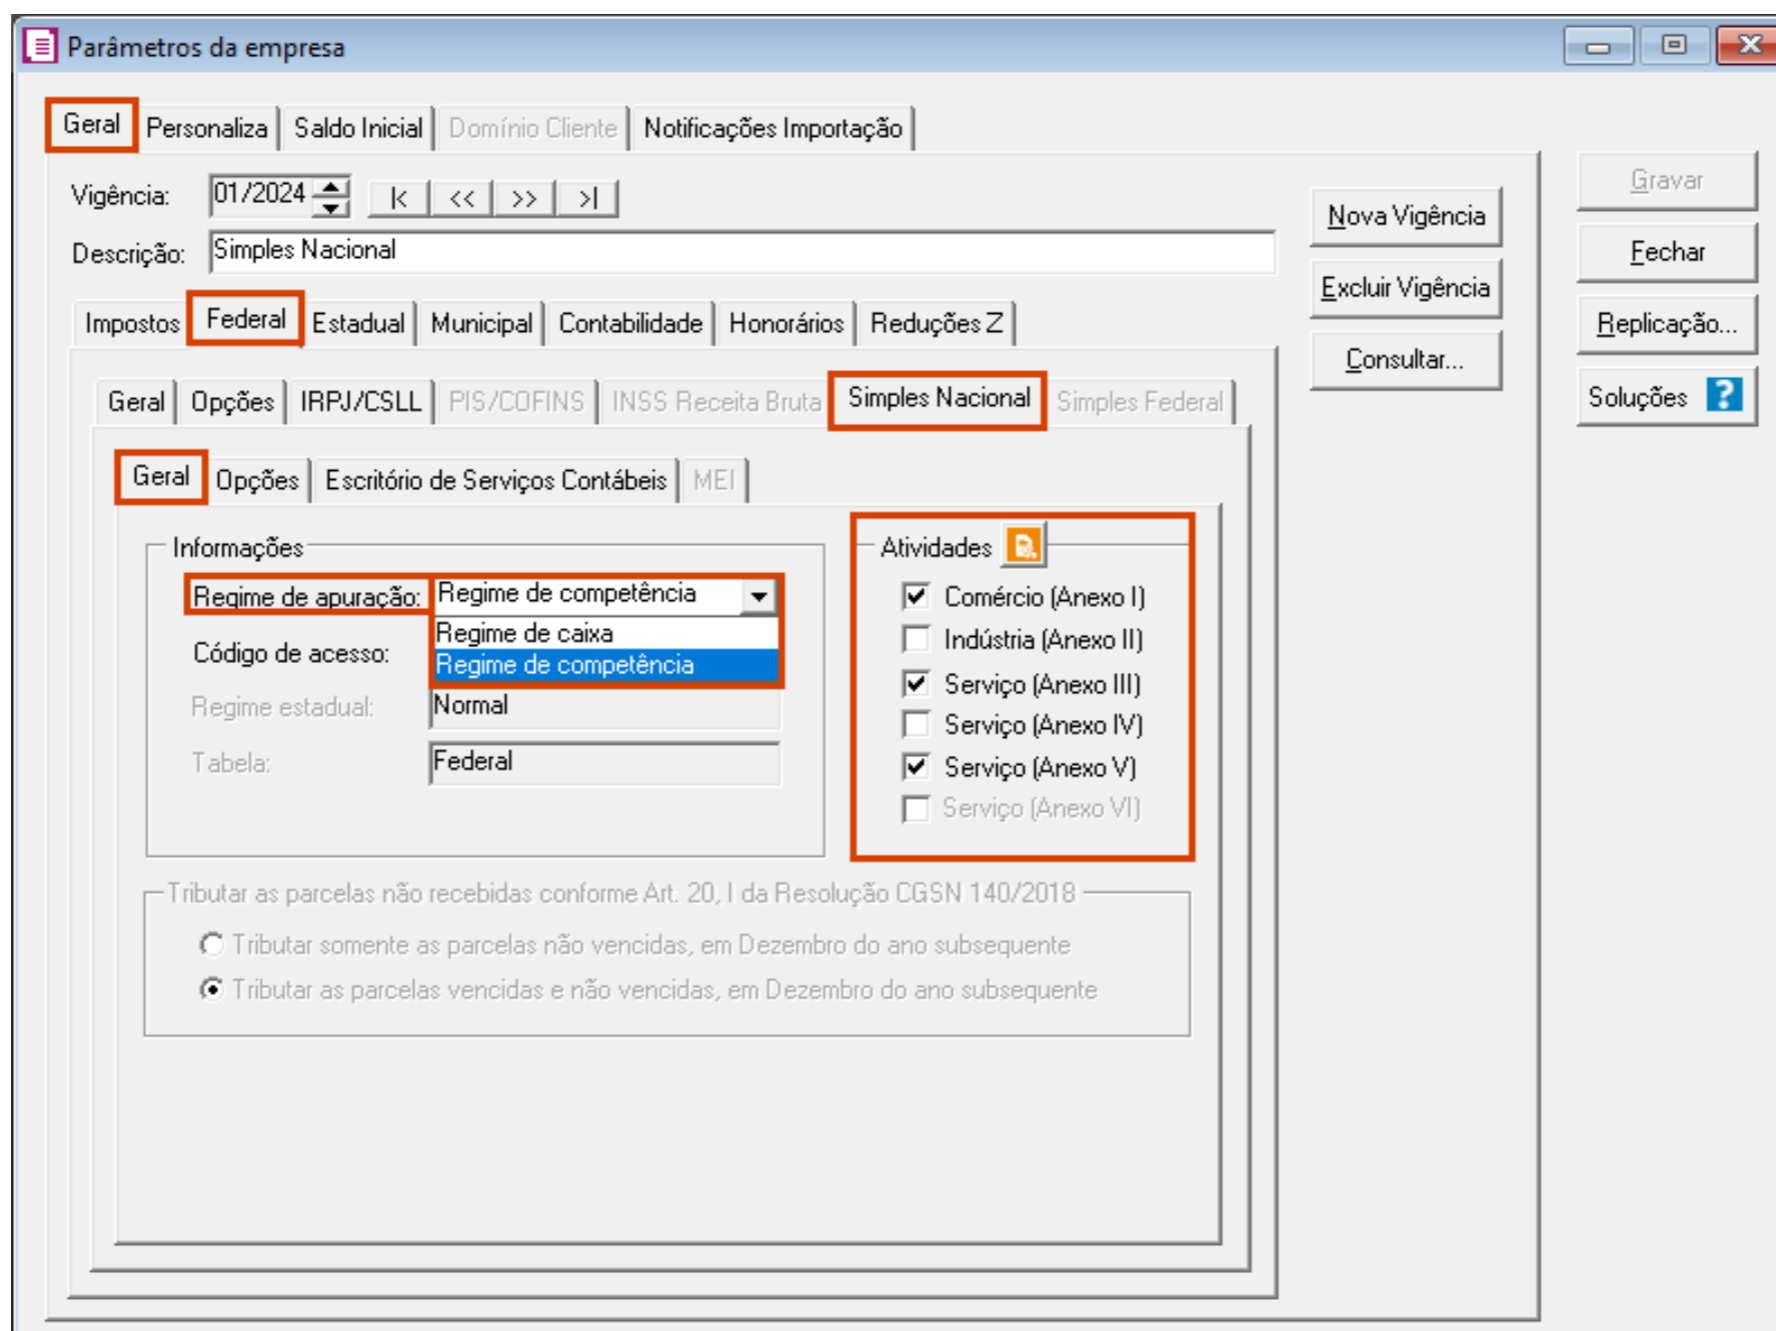 Parâmetros da empresa
Geral Personaliza Saldo Inicial Domínio Cliente Notificações Importação
Vigência: 01/2024 |< << >> >|
Descrição: Simples Nacional
Nova Vigência
Excluir Vigência
Consultar...
Gravar
Fechar
Replicação...
Soluções ?
Impostos Federal Estadual Municipal Contabilidade Honorários Reduções Z
Geral Opções IRPJ/CSLL PIS/COFINS INSS Receita Bruta Simples Nacional Simples Federal
Geral Opções Escritório de Serviços Contábeis MEI
Informações
Regime de apuração: Regime de competência
Regime de caixa
Regime de competência
Código de acesso:
Regime estadual: Normal
Tabela: Federal
Atividades
Comércio (Anexo I)
Indústria (Anexo II)
Serviço (Anexo III)
Serviço (Anexo IV)
Serviço (Anexo V)
Serviço (Anexo VI)
Tributar as parcelas não recebidas conforme Art. 20, I da Resolução CGSN 140/2018
Tributar somente as parcelas não vencidas, em Dezembro do ano subsequente
Tributar as parcelas vencidas e não vencidas, em Dezembro do ano subsequente